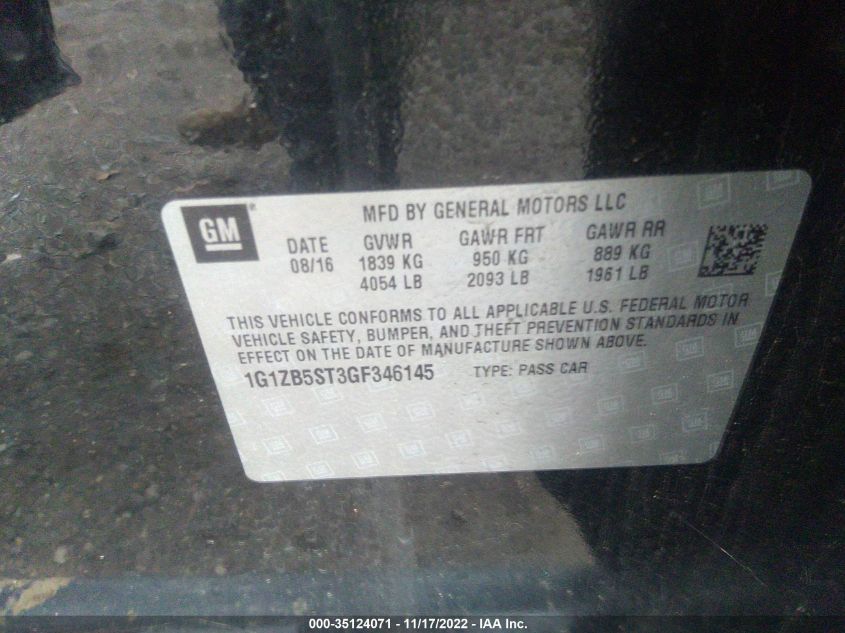 GM®
MFD BY GENERAL MOTORS LLC
DATE GVWR GAWR FRT GAWR RR
08/16 1839 KG 950 KG 889 KG
4054 LB 2093 LB 1961 LB
THIS VEHICLE CONFORMS TO ALL APPLICABLE U.S. FEDERAL MOTOR
VEHICLE SAFETY, BUMPER, AND THEFT PREVENTION STANDARDS IN
EFFECT ON THE DATE OF MANUFACTURE SHOWN ABOVE.
1G1ZB5ST3GF346145 TYPE: PASS CAR
000-35124071 - 11/17/2022 - IAA Inc.